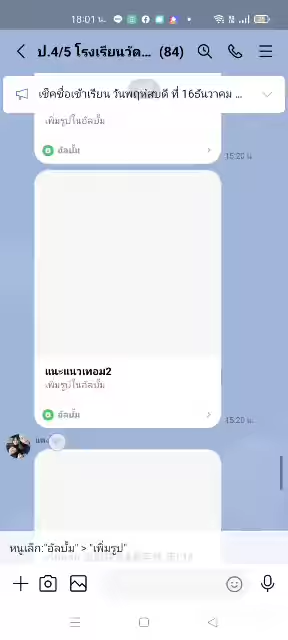 18:01 น.
ป.4/5 โรงเรียนวัด... (84)
เช็คชื่อเข้าเรียน วันพฤหัสบดี ที่ 16ธันวาคม ...
เพิ่มรูปในอัลบั้ม
อัลบั้ม
15:20 น.
แนะแนวเทอม2
เพิ่มรูปในอัลบั้ม
อัลบั้ม
15:20 น.
หนูเล็ก:"อัลบั้ม" > "เพิ่มรูป"